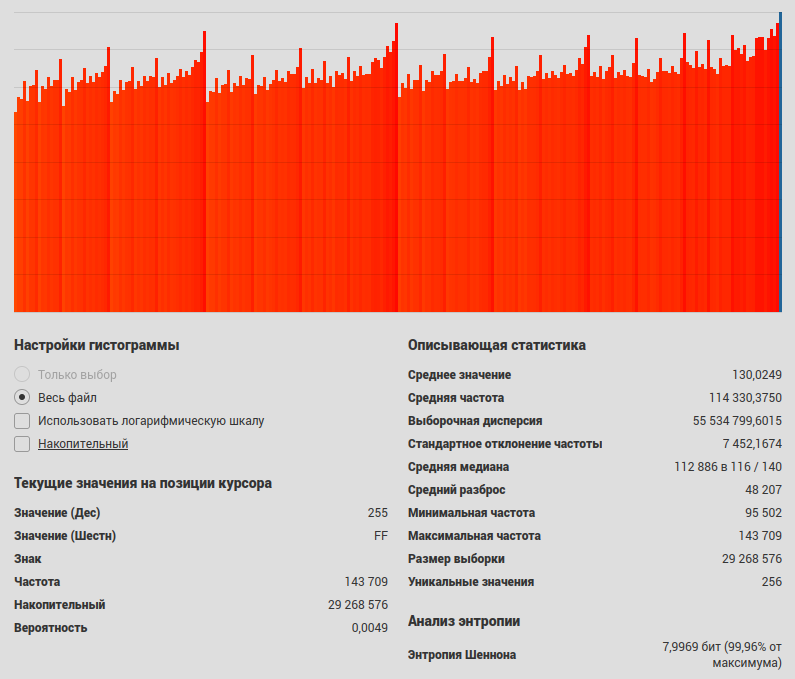 Настройки гистограммы
Только выбор
Весь файл
Использовать логарифмическую шкалу
Накопительный
Текущие значения на позиции курсора
Значение (Дес) 255
Значение (Шестн) FF
Знак
Частота 143 709
Накопительный 29 268 576
Вероятность 0,0049
Описывающая статистика
Среднее значение 130,0249
Средняя частота 114 330,3750
Выборочная дисперсия 55 534 799,6015
Стандартное отклонение частоты 7 452,1674
Средняя медиана 112 886 в 116 / 140
Средний разброс 48 207
Минимальная частота 95 502
Максимальная частота 143 709
Размер выборки 29 268 576
Уникальные значения 256
Анализ энтропии
Энтропия Шеннона 7,9969 бит (99,96% от
максимума)